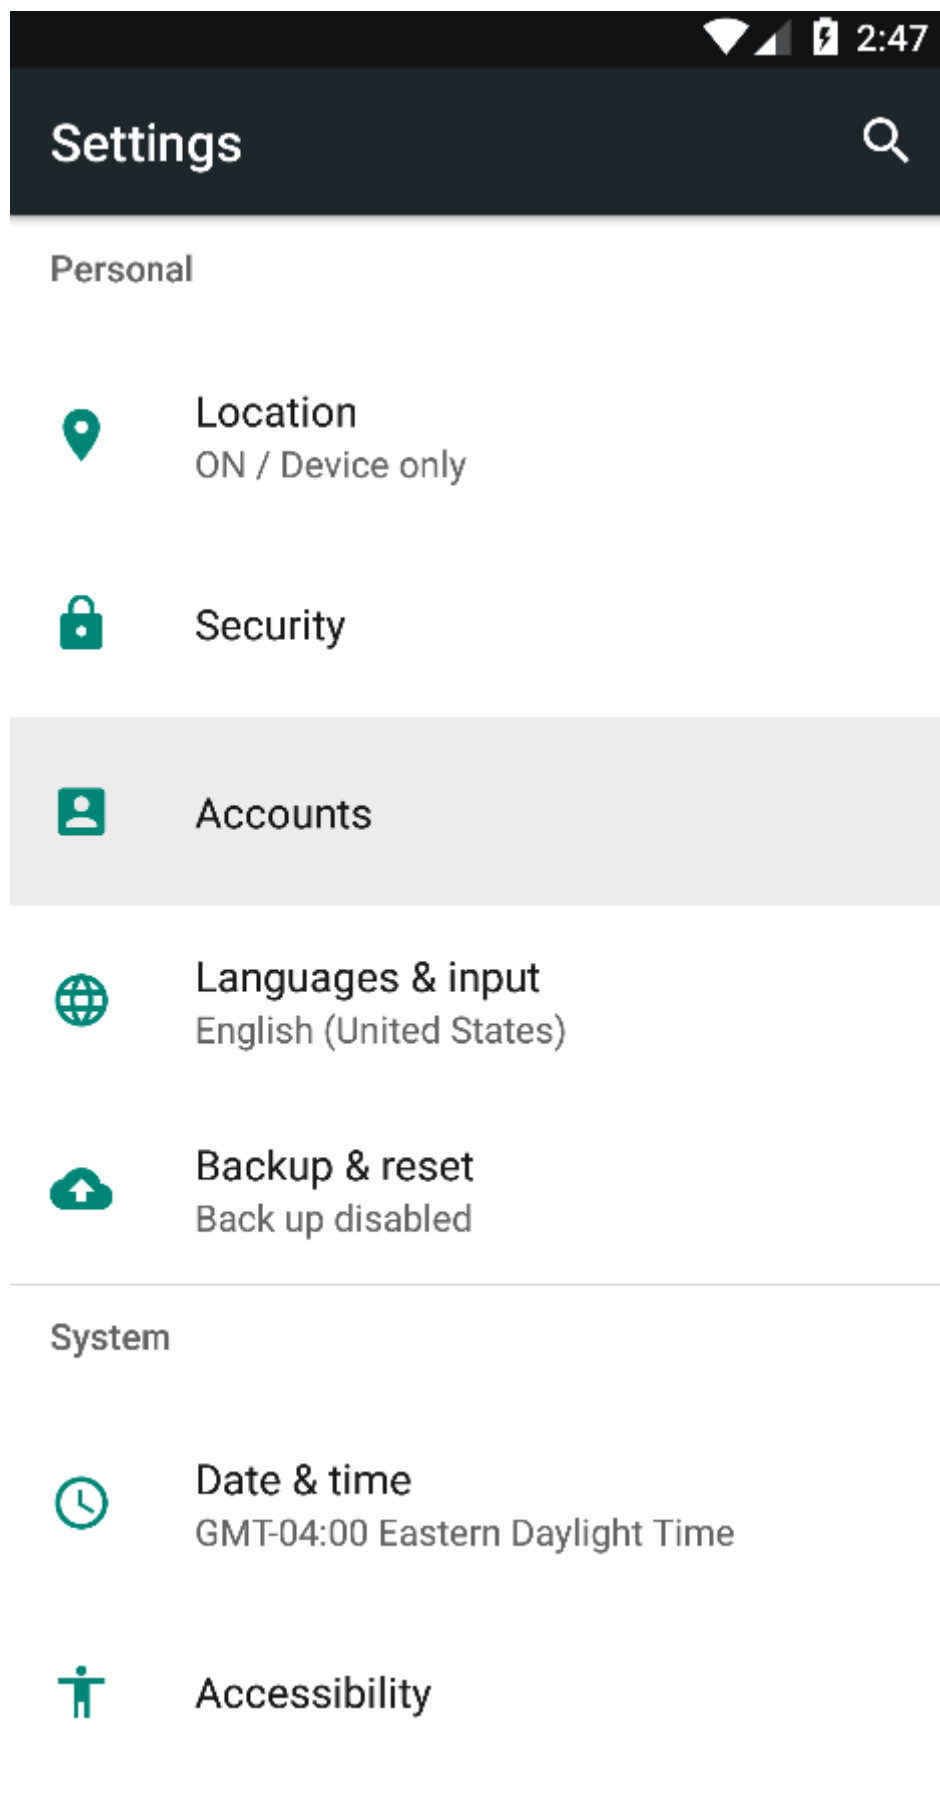 2:47
Settings
Personal
Location
ON / Device only
Security
Accounts
Languages & input
English (United States)
Backup & reset
Back up disabled
System
Date & time
GMT-04:00 Eastern Daylight Time
Accessibility